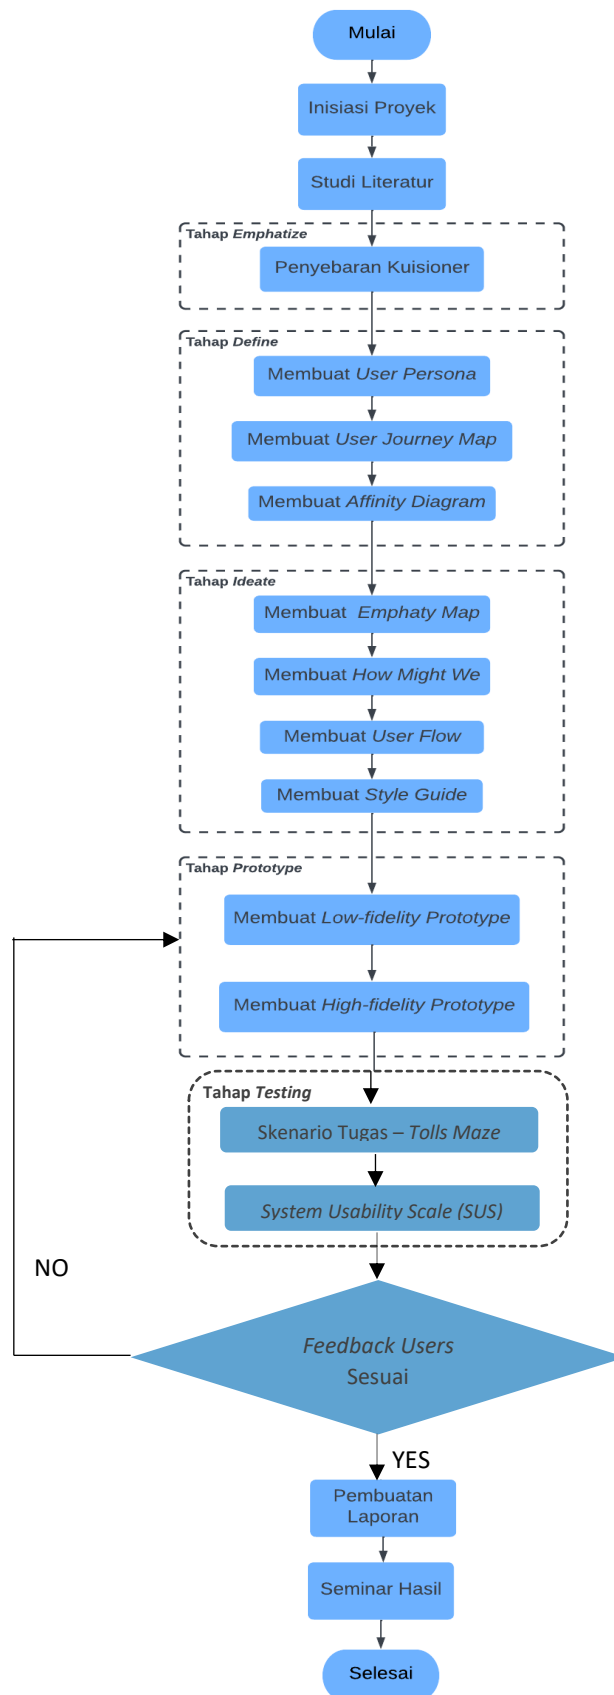 Mulai
Inisiasi Proyek
Studi Literatur
Tahap Emphatize
Penyebaran Kuisioner
Tahap Define
Membuat User Persona
Membuat User Journey Map
Membuat Affinity Diagram
Tahap Ideate
Membuat Emphaty Map
Membuat How Might We
Membuat User Flow
Membuat Style Guide
Tahap Prototype
Membuat Low-fidelity Prototype
Membuat High-fidelity Prototype
Tahap Testing
Skenario Tugas – Tolls Maze
System Usability Scale (SUS)
NO
Feedback Users
Sesuai
YES
Pembuatan
Laporan
Seminar Hasil
Selesai